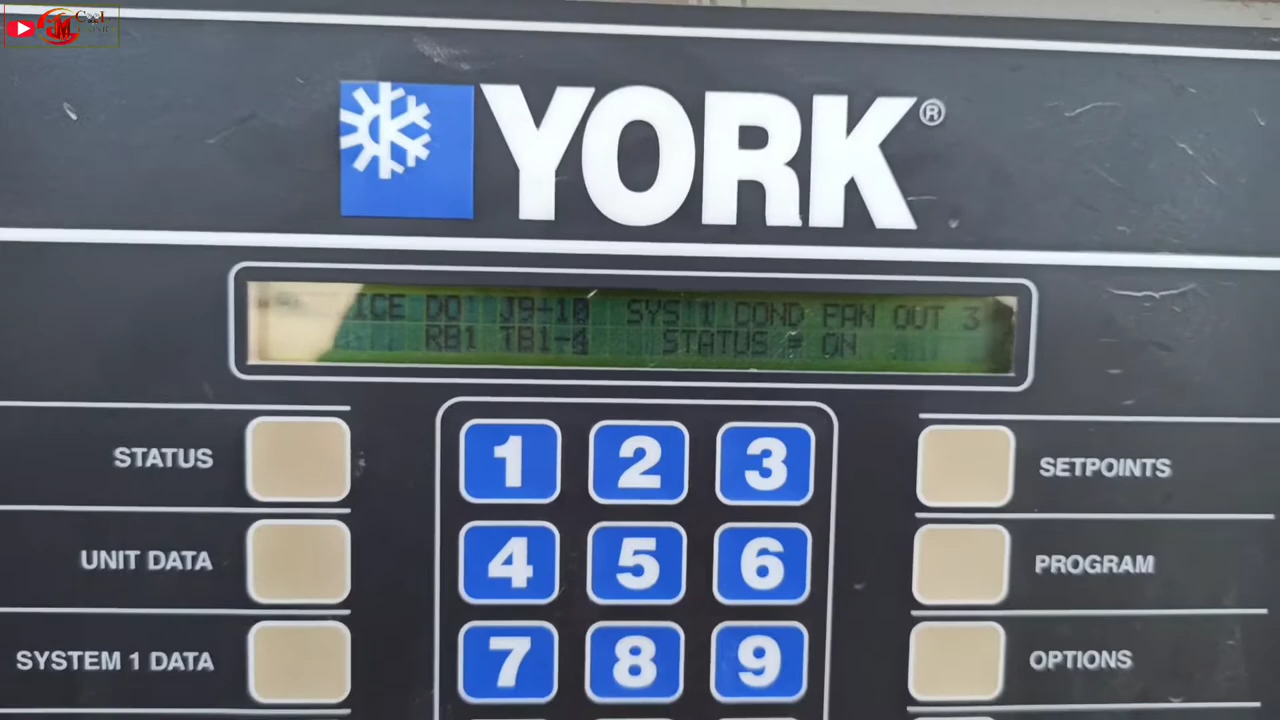 YORK®
ICE DO J9-10 SYS 1 COND FAN OUT 3
RB1 TB1- STATUS = ON
STATUS
UNIT DATA
SYSTEM 1 DATA
1 2 3
4 5 6
7 8 9
SETPOINTS
PROGRAM
OPTIONS